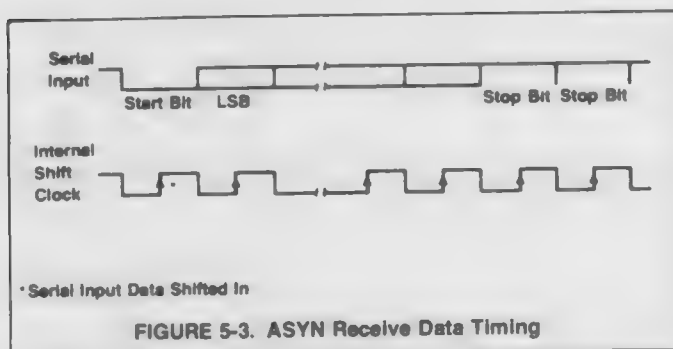 Serial
Input
Start Bit LSB Stop Bit Stop Bit
Internal
Shift
Clock
*
* Serial Input Data Shifted In
FIGURE 5-3. ASYN Receive Data Timing